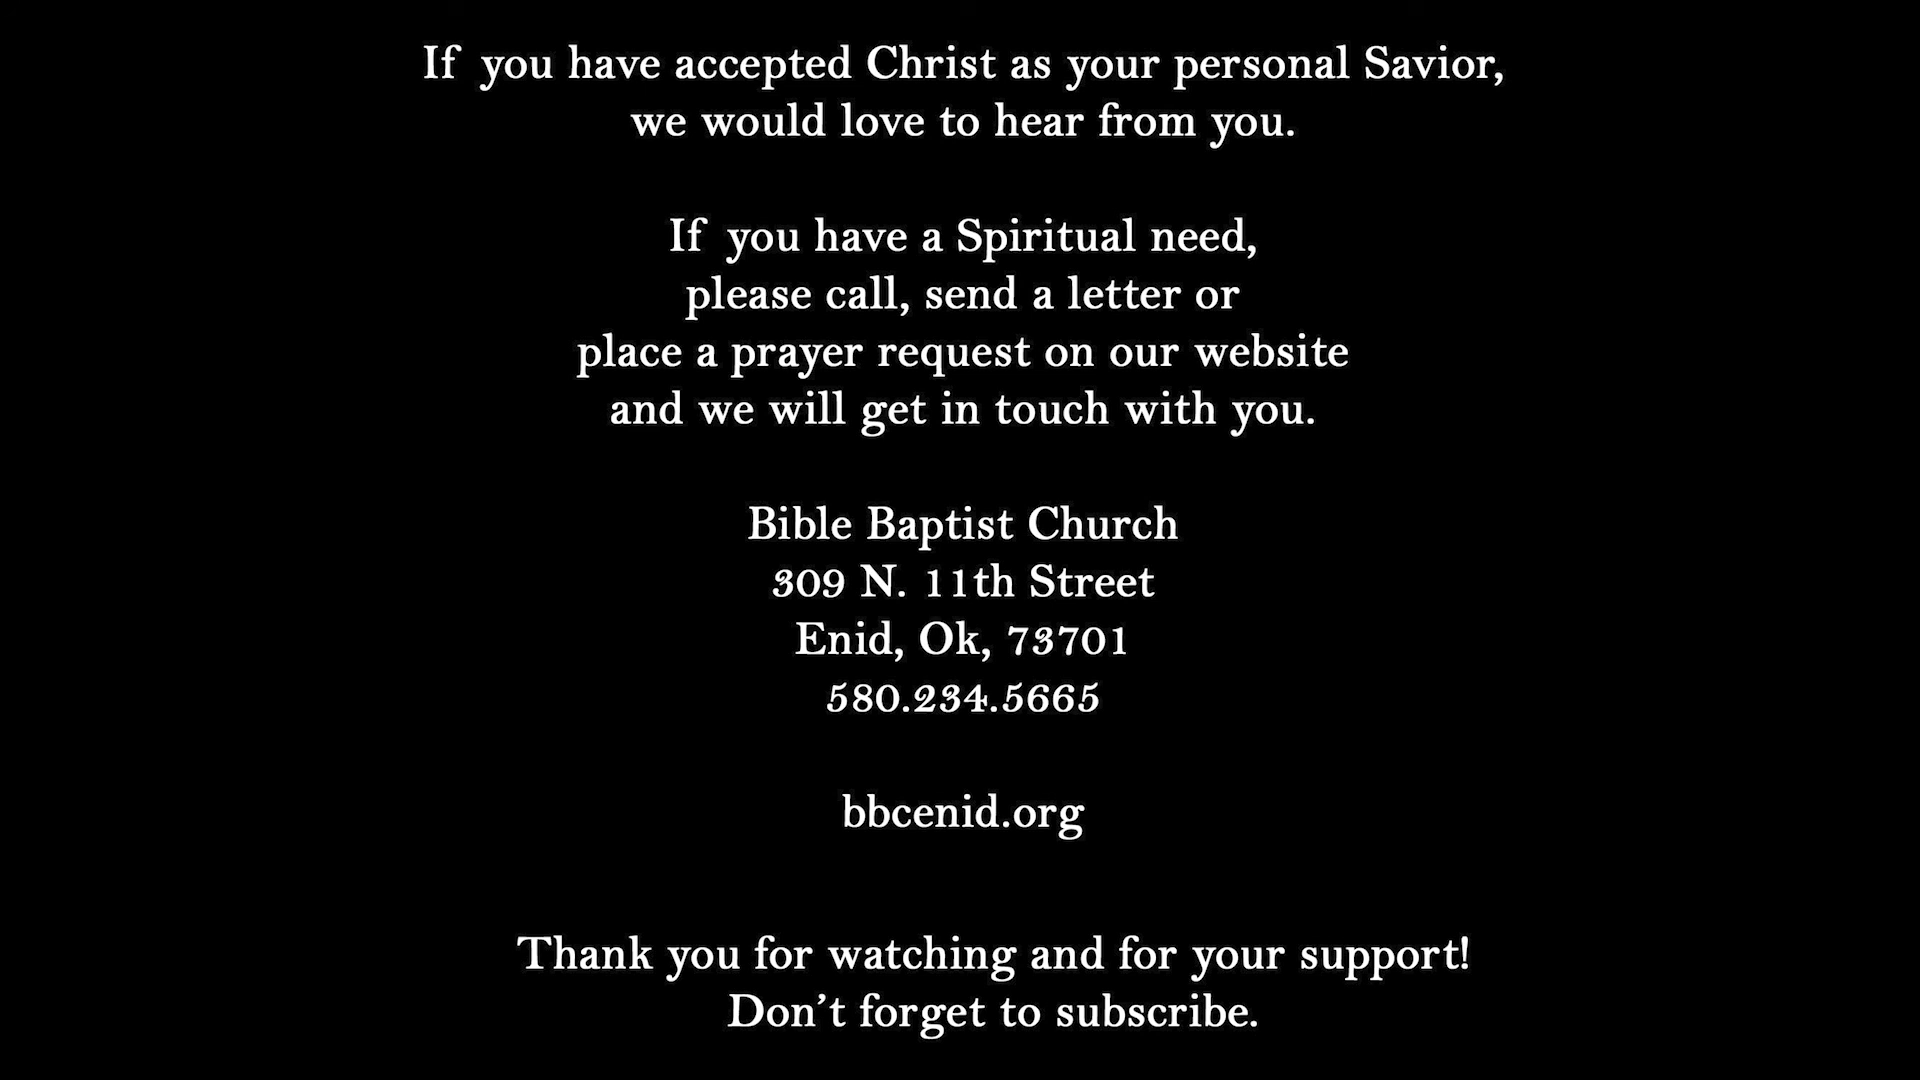 If you have accepted Christ as your personal Savior,
we would love to hear from you.
If you have a Spiritual need,
please call, send a letter or
place a prayer request on our website
and we will get in touch with you.
Bible Baptist Church
309 N. 11th Street
Enid, Ok, 73701
580.234.5665
bbcenid.org
Thank you for watching and for your support!
Don’t forget to subscribe.